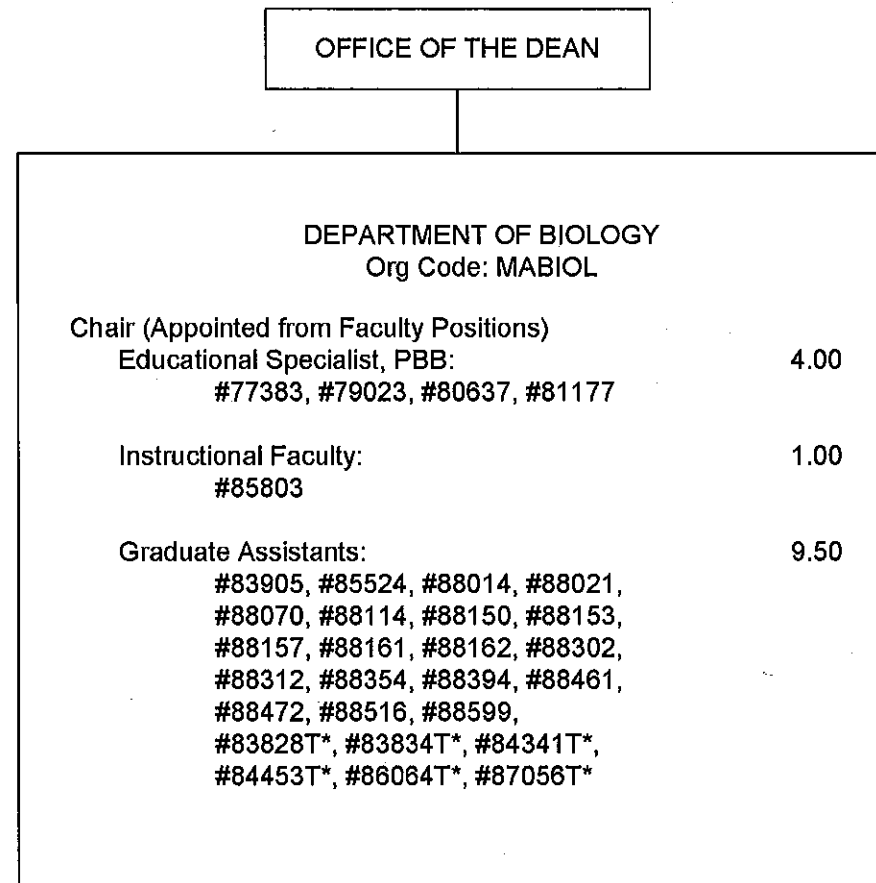 OFFICE OF THE DEAN
DEPARTMENT OF BIOLOGY
Org Code: MABIOL
Chair (Appointed from Faculty Positions)
Educational Specialist, PBB: 4.00
#77383, #79023, #80637, #81177
Instructional Faculty: 1.00
#85803
Graduate Assistants: 9.50
#83905, #85524, #88014, #88021,
#88070, #88114, #88150, #88153,
#88157, #88161, #88162, #88302,
#88312, #88354, #88394, #88461,
#88472, #88516, #88599,
#83828T*, #83834T*, #84341T*,
#84453T*, #86064T*, #87056T*